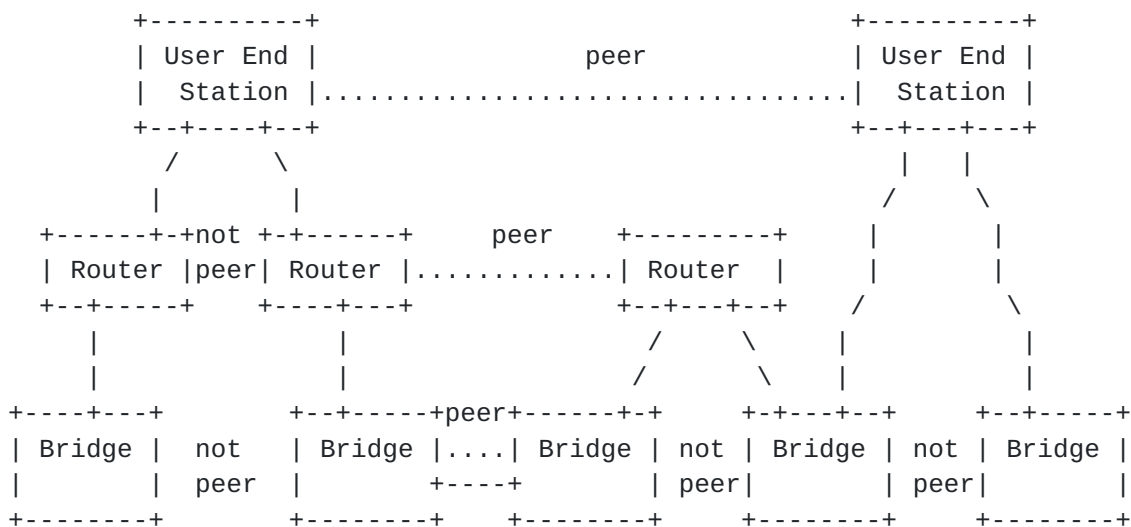 +----------+                                   +----------+
        | User End |                 peer              | User End |
        |  Station |..................................|  Station |
        +--+----+--+                                   +--+---+---+
          /      \                                        |   |
         |        |                                      /     \
  +------+-+not +-+------+     peer    +---------+     |       |
  | Router |peer| Router |.............| Router  |     |       |
  +--+-----+    +----+---+             +--+---+--+    /         \
     |               |                   /     \     |           |
     |               |                  /       \    |           |
+----+---+        +--+-----+peer+------+-+     +-+---+--+     +--+-----+
| Bridge |  not   | Bridge |....| Bridge | not | Bridge | not | Bridge |
|        |  peer  |        +----+        | peer|        | peer|        |
+--------+        +--------+    +--------+     +--------+     +--------+